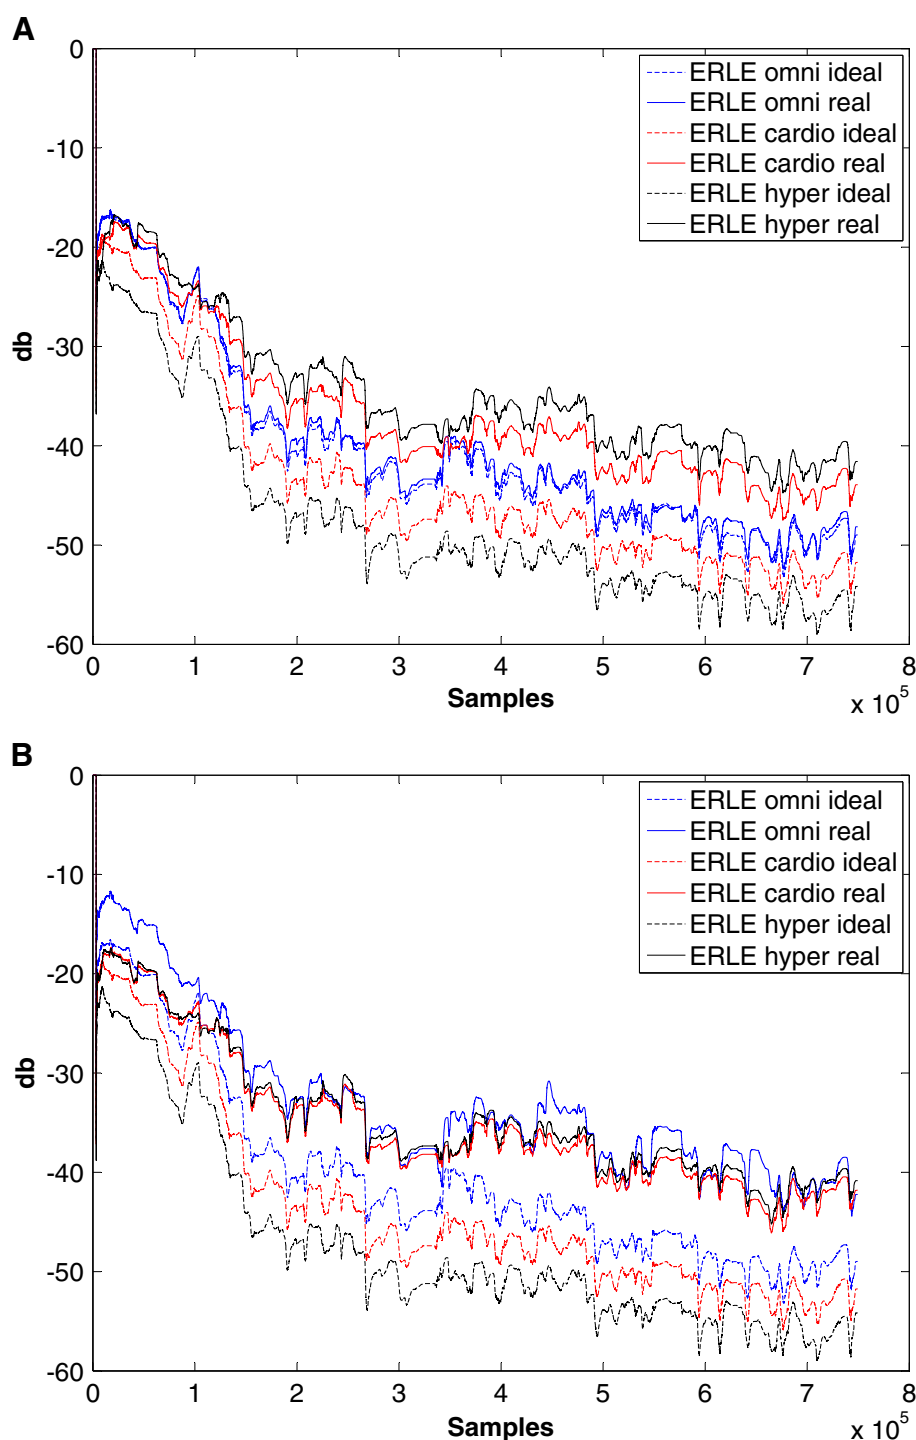 A
0
-10
-20
-30
-40
-50
-60
db
ERLE omni ideal
ERLE omni real
ERLE cardio ideal
ERLE cardio real
ERLE hyper ideal
ERLE hyper real
0 1 2 3 4 5 6 7 8
Samples
x 10^5
B
0
-10
-20
-30
-40
-50
-60
db
ERLE omni ideal
ERLE omni real
ERLE cardio ideal
ERLE cardio real
ERLE hyper ideal
ERLE hyper real
0 1 2 3 4 5 6 7 8
Samples
x 10^5